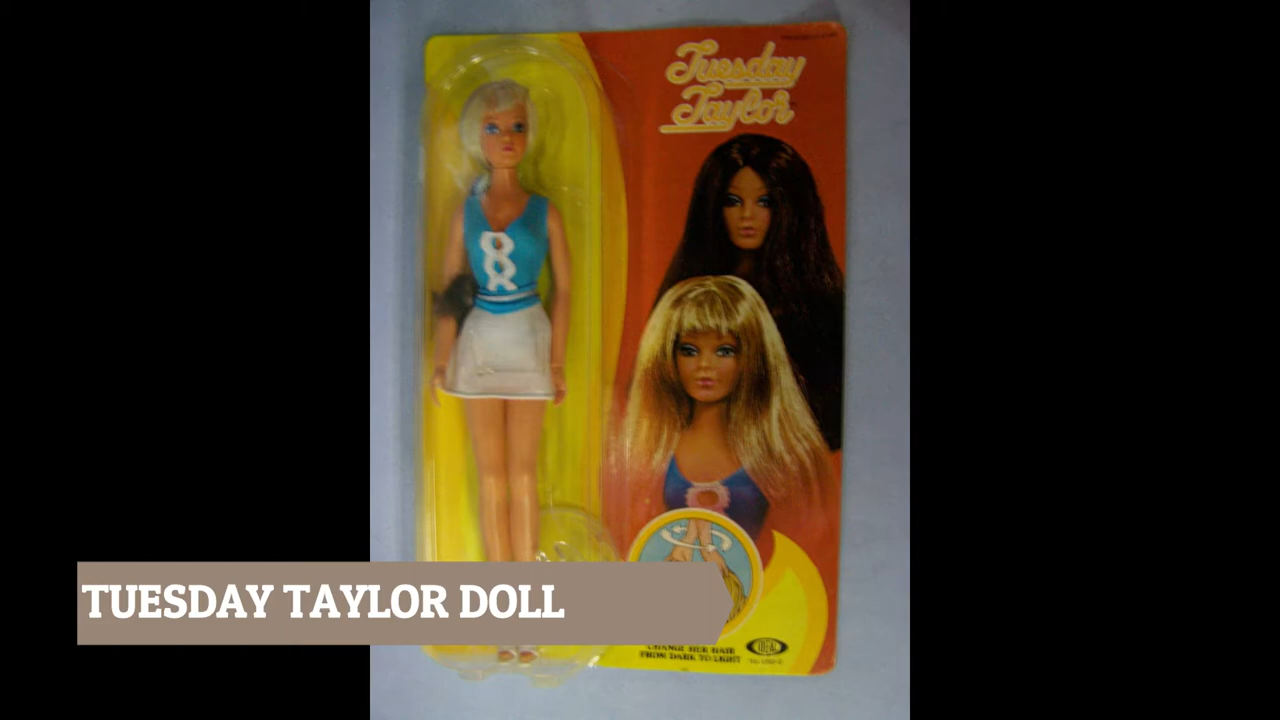 Tuesday
Taylor
TUESDAY TAYLOR DOLL
CHANGE HER HAIR
FROM DARK TO LIGHT
IDEAL